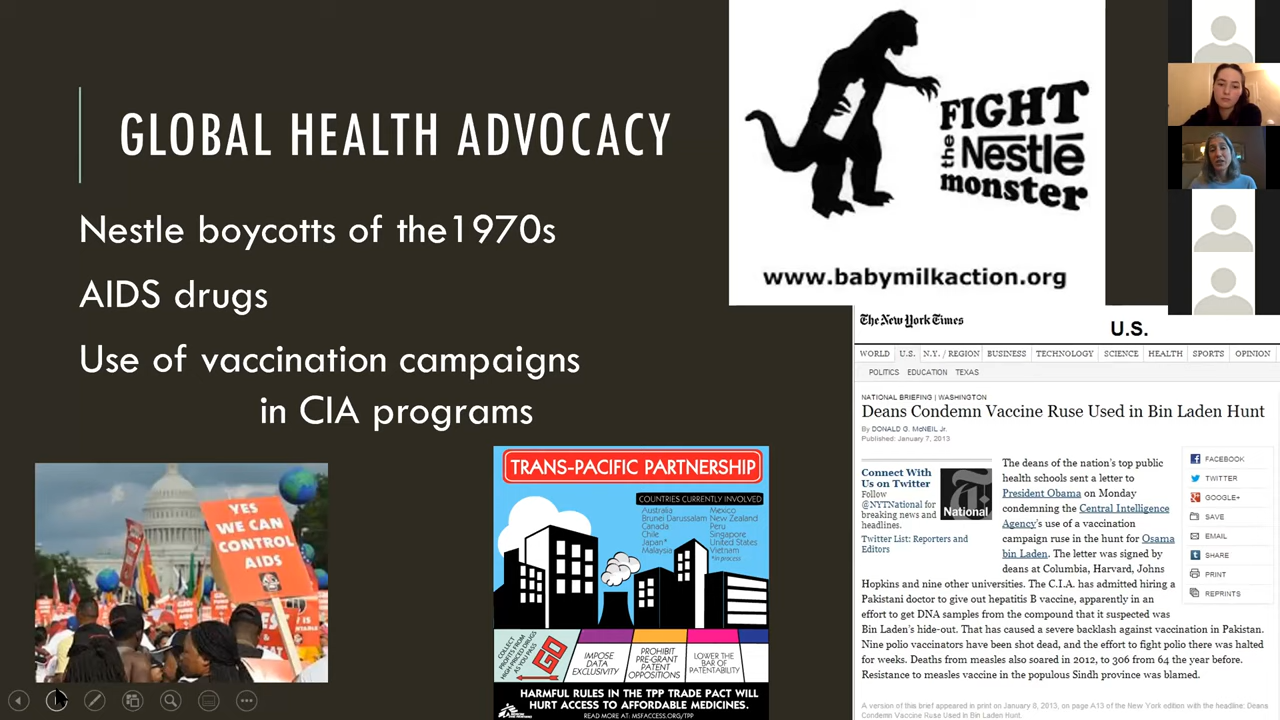 GLOBAL HEALTH ADVOCACY
Nestle boycotts of the1970s
AIDS drugs
Use of vaccination campaigns
in CIA programs
FIGHT
the Nestlé
monster
www.babymilkaction.org
YES
WE CAN
CONTROL
AIDS
TRANS-PACIFIC PARTNERSHIP
COUNTRIES CURRENTLY INVOLVED
Australia
Brunei Darussalam
Canada
Chile
Japan*
Malaysia
Mexico
New Zealand
Peru
Singapore
United States
Vietnam
*in process
COLLECT
PROFITS FROM
HIGH-PRICED DRUGS
AS YOU PASS
GO
IMPOSE
DATA
EXCLUSIVITY
PROHIBIT
PRE-GRANT
PATENT
OPPOSITIONS
LOWER THE
BAR OF
PATENTABILITY
HARMFUL RULES IN THE TPP TRADE PACT WILL
HURT ACCESS TO AFFORDABLE MEDICINES.
READ MORE AT: MSFACCESS.ORG/TPP
The New York Times
U.S.
WORLD U.S. N.Y. / REGION BUSINESS TECHNOLOGY SCIENCE HEALTH SPORTS OPINION
POLITICS EDUCATION TEXAS
NATIONAL BRIEFING | WASHINGTON
Deans Condemn Vaccine Ruse Used in Bin Laden Hunt
By DONALD G. McNEIL Jr.
Published: January 7, 2013
Connect With
Us on Twitter
Follow
@NYTNational for
breaking news and
headlines.
Twitter List: Reporters and
Editors
National
The deans of the nation's top public
health schools sent a letter to
President Obama on Monday
condemning the Central Intelligence
Agency's use of a vaccination
campaign ruse in the hunt for Osama
bin Laden. The letter was signed by
deans at Columbia, Harvard, Johns
Hopkins and nine other universities. The C.I.A. has admitted hiring a
Pakistani doctor to give out hepatitis B vaccine, apparently in an
effort to get DNA samples from the compound that it suspected was
Bin Laden's hide-out. That has caused a severe backlash against vaccination in Pakistan.
Nine polio vaccinators have been shot dead, and the effort to fight polio there was halted
for weeks. Deaths from measles also soared in 2012, to 306 from 64 the year before.
Resistance to measles vaccine in the populous Sindh province was blamed.
FACEBOOK
TWITTER
GOOGLE+
SAVE
EMAIL
SHARE
PRINT
REPRINTS
A version of this brief appeared in print on January 8, 2013, on page A13 of the New York edition with the headline: Deans
Condemn Vaccine Ruse Used in Bin Laden Hunt.